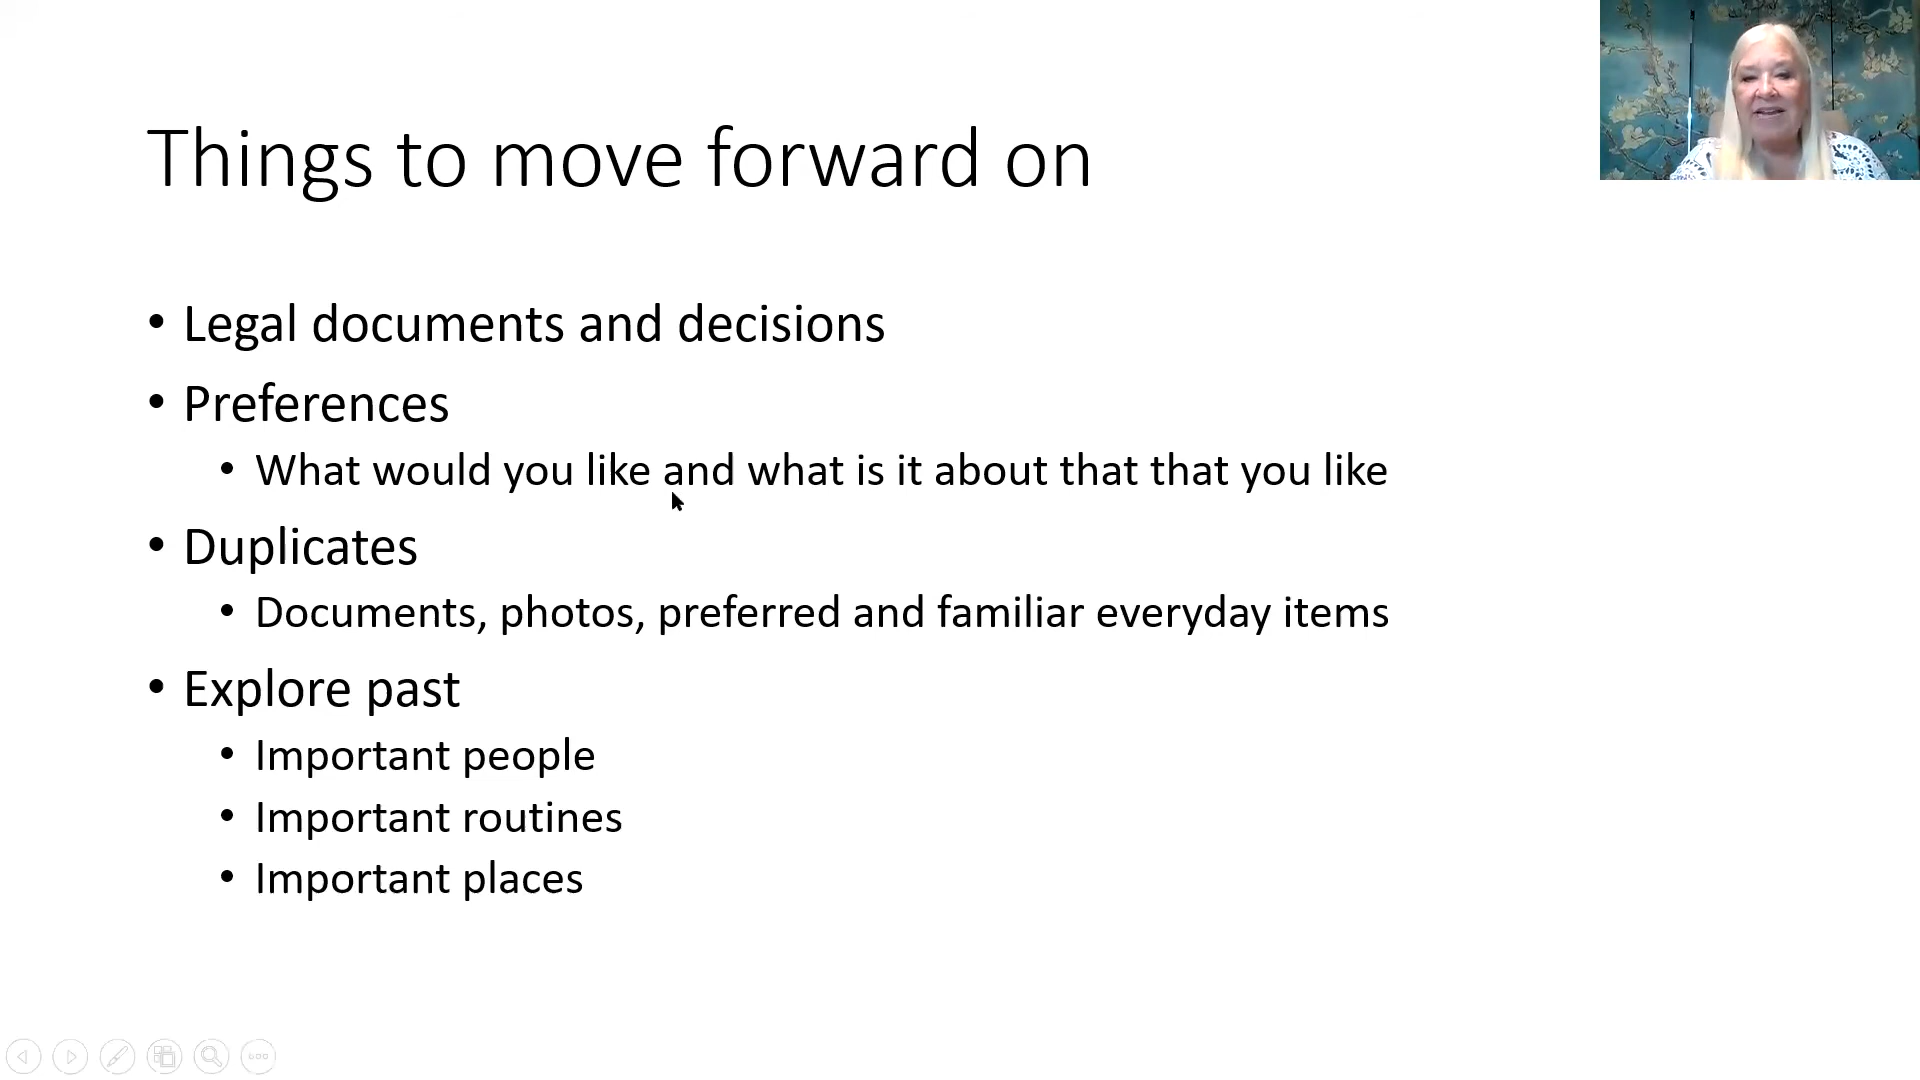 Things to move forward on
• Legal documents and decisions
• Preferences
• What would you like and what is it about that that you like
• Duplicates
• Documents, photos, preferred and familiar everyday items
• Explore past
• Important people
• Important routines
• Important places